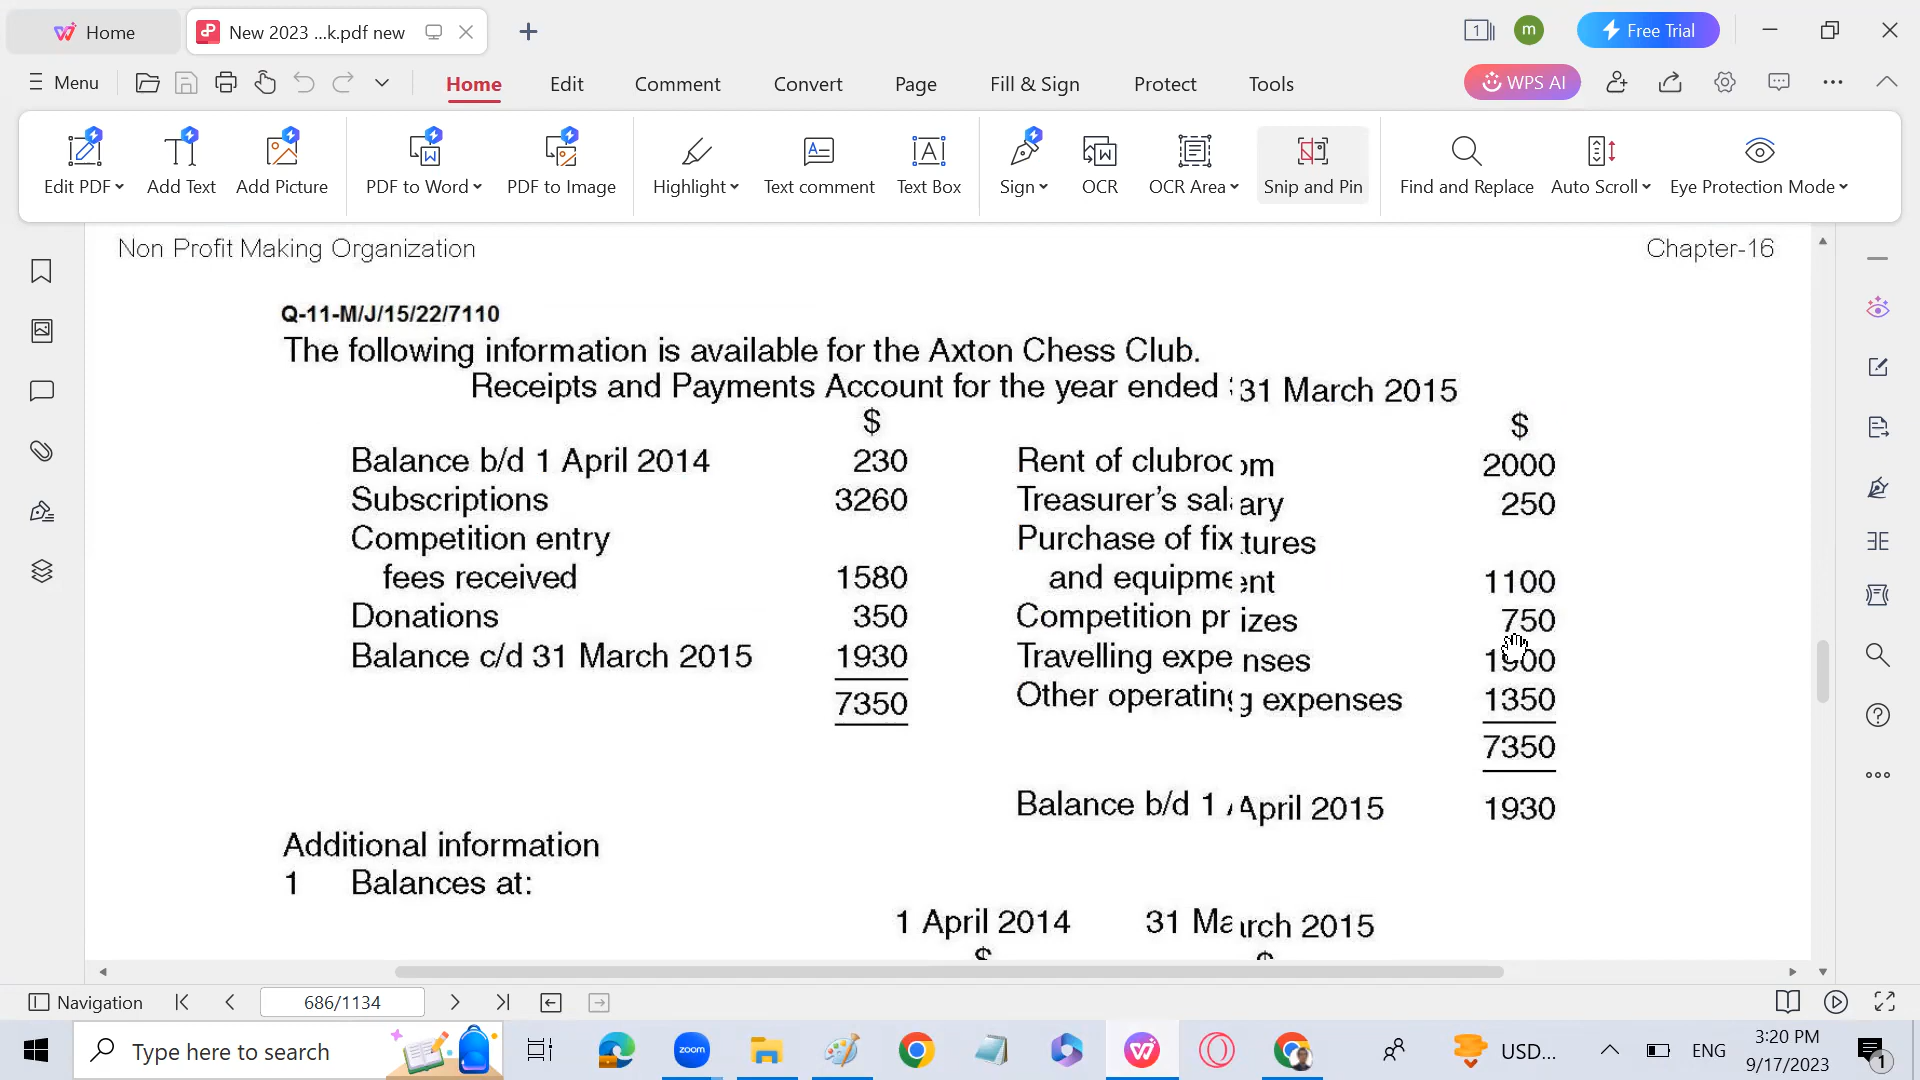 Home
New 2023 ...k.pdf new
1
m
Free Trial
Menu
Home Edit Comment Convert Page Fill & Sign Protect Tools
WPS AI
Edit PDF Add Text Add Picture PDF to Word PDF to Image Highlight Text comment Text Box Sign OCR OCR Area Snip and Pin Find and Replace Auto Scroll Eye Protection Mode
Non Profit Making Organization Chapter-16
Q-11-M/J/15/22/7110
The following information is available for the Axton Chess Club.
Receipts and Payments Account for the year ended 31 March 2015
$ $
Balance b/d 1 April 2014 230 Rent of clubroom 2000
Subscriptions 3260 Treasurer's salary 250
Competition entry Purchase of fixtures
fees received 1580 and equipment 1100
Donations 350 Competition prizes 750
Balance c/d 31 March 2015 1930 Travelling expenses 1900
7350 Other operating expenses 1350
7350
Balance b/d 1 April 2015 1930
Additional information
1 Balances at:
1 April 2014 31 March 2015
$ $
Navigation 686/1134
Type here to search
zoom
USD...
ENG
3:20 PM
9/17/2023
1